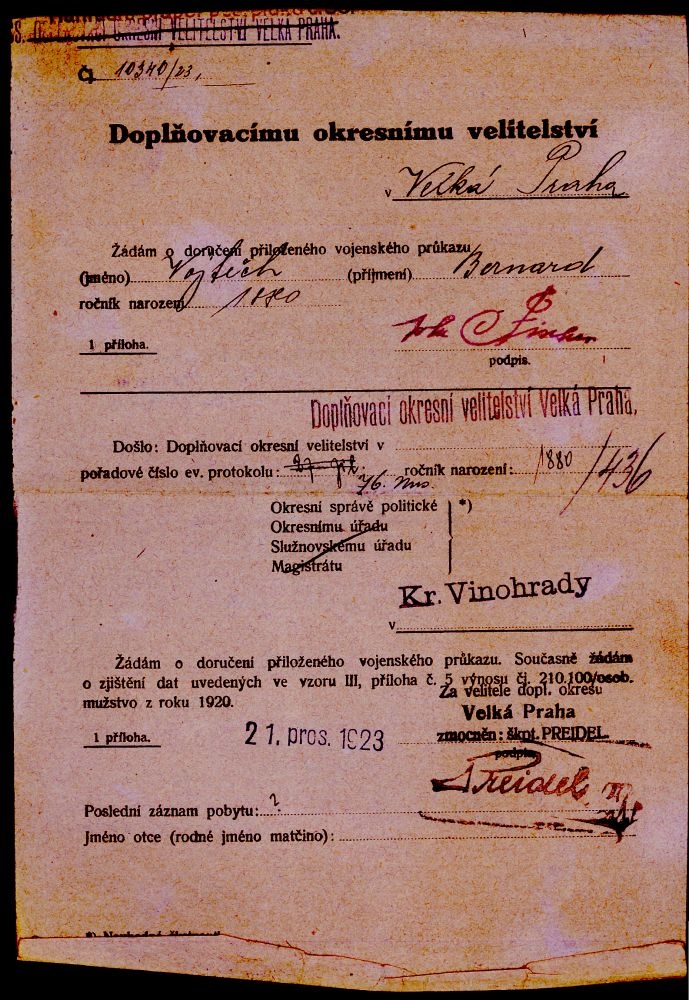 OKRESNÍ VELITELSTVÍ VELKÁ PRAHA.
Č. 10340/23,
Doplňovacímu okresnímu velitelství
v Velká Praha
Žádám o doručení přiloženého vojenského průkazu
(jméno) Vojtěch (příjmení) Bernard
ročník narození 1880
1 příloha.
podpis.
Doplňovací okresní velitelství Velká Praha,
Došlo: Doplňovací okresní velitelství v
pořadové číslo ev. protokolu: ročník narození: 1880/436
76.
Okresní správě politické *)
Okresnímu úřadu
Služnovskému úřadu
Magistrátu
Kr. Vinohrady
v
Žádám o doručení přiloženého vojenského průkazu. Současně žádám
o zjištění dat uvedených ve vzoru III, příloha č. 5 výnosu čj. 210.100/osob.
mužstvo z roku 1920.
Za velitele dopl. okresu
Velká Praha
1 příloha. 21. pros. 1923 zmocněn: škpt. PREIDEL.
podpis.
Preidel
Poslední záznam pobytu: ?
Jméno otce (rodné jméno matčino):